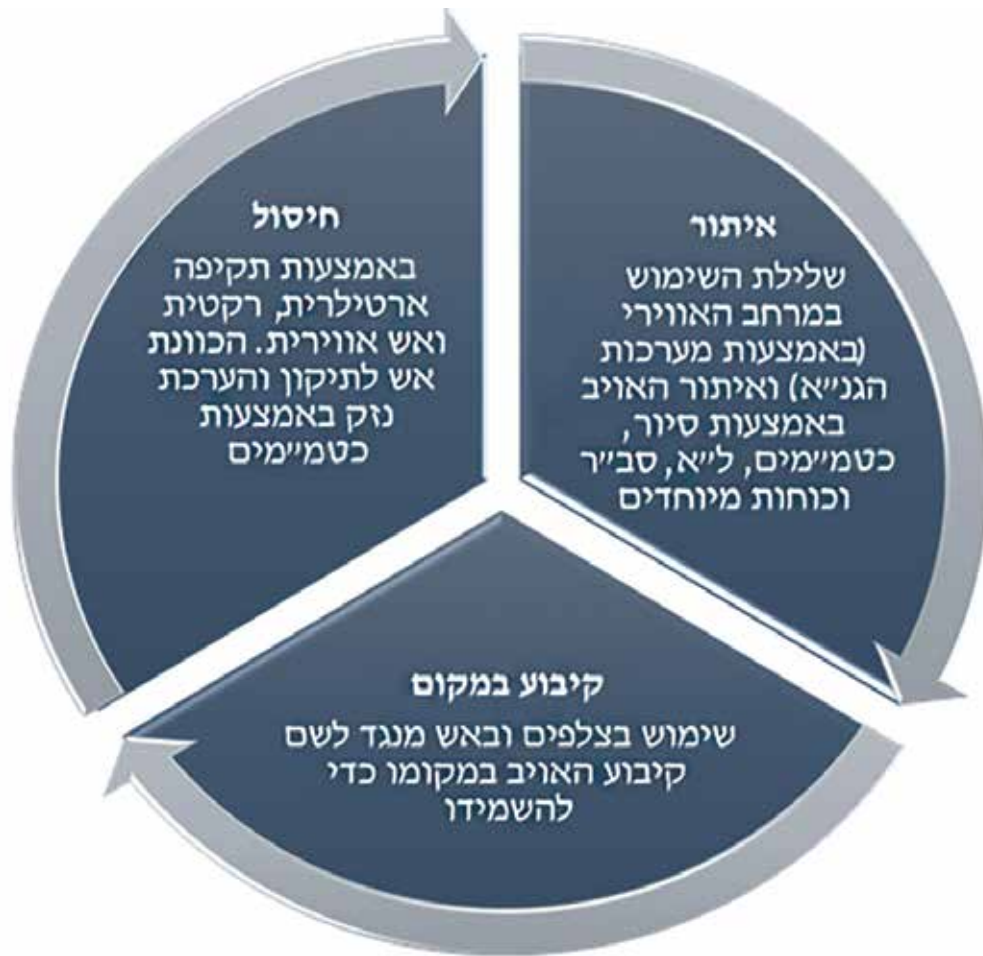 איתור
שלילת השימוש
במרחב האווירי
(באמצעות מערכות
הגנ״א) ואיתור האויב
באמצעות סיור,
כטמ״מים, ל״א, סב״ר
וכוחות מיוחדים
קיבוע במקום
שימוש בצלפים ובאש מנגד לשם
קיבוע האויב במקומו כדי
להשמידו
חיסול
באמצעות תקיפה
ארטילרית, רקטית
ואש אווירית. הכוונת
אש לתיקון והערכת
נזק באמצעות
כטמ״מים